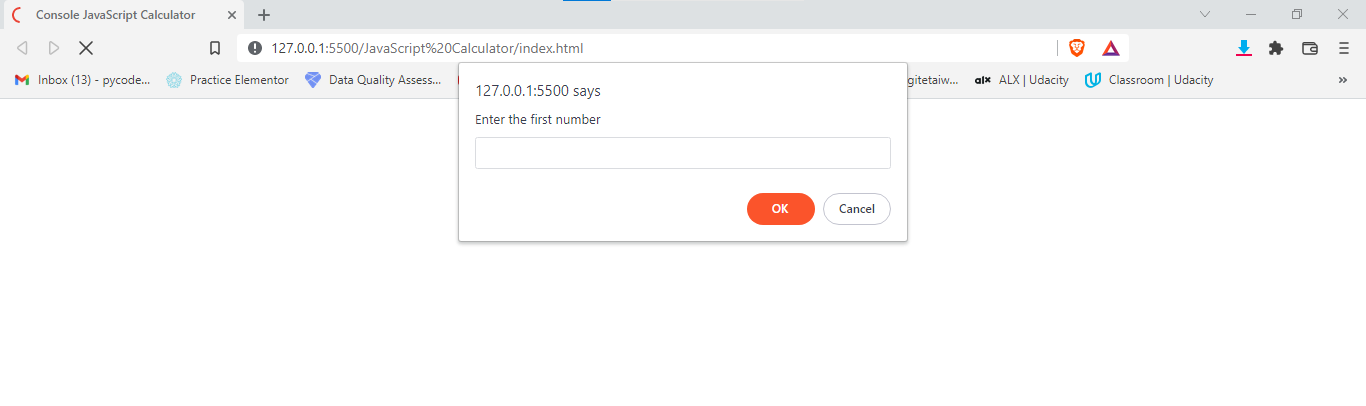 Console JavaScript Calculator
127.0.0.1:5500/JavaScript%20Calculator/index.html
Inbox (13) - pycode... Practice Elementor Data Quality Assess... gitetaiw... alx ALX | Udacity Classroom | Udacity »
127.0.0.1:5500 says
Enter the first number
OK Cancel